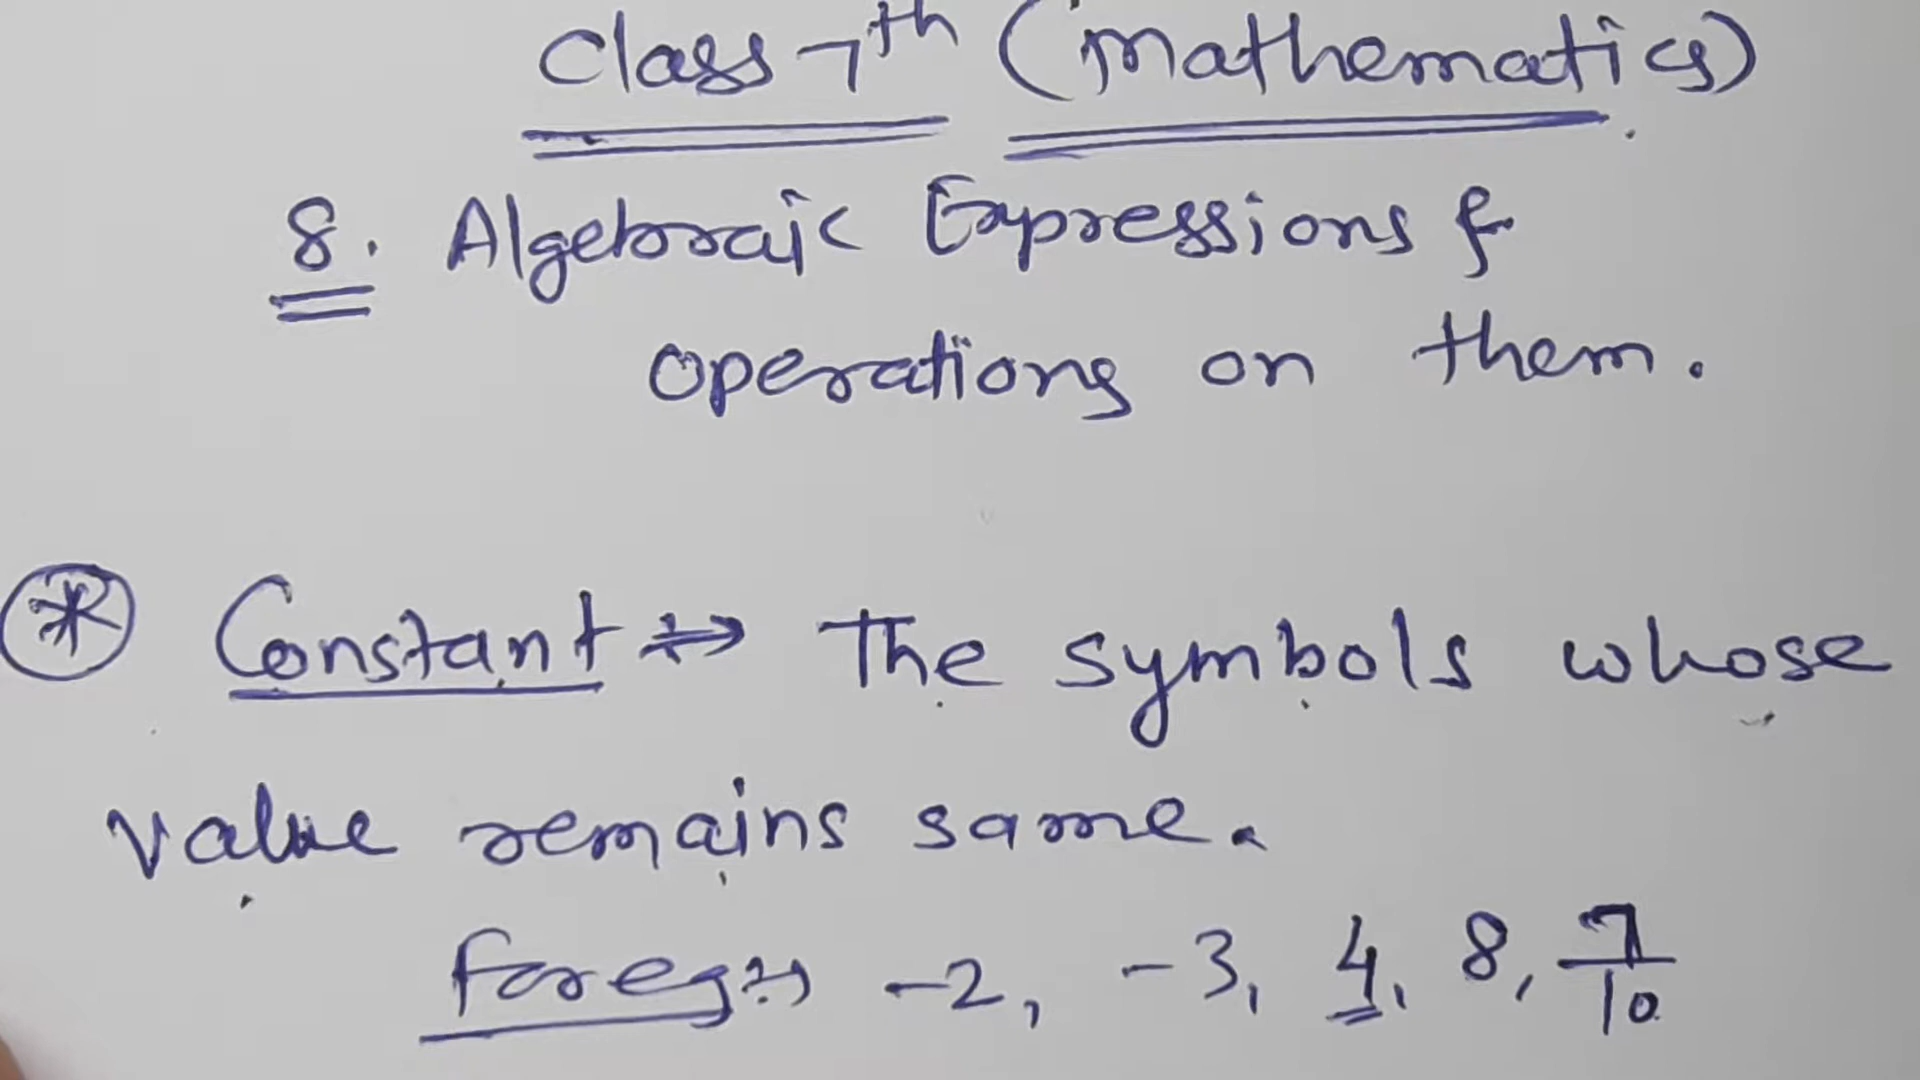 Class 7th (Mathematics)
8. Algebraic Expressions &
operations on them.
* Constant :→ The symbols whose
value remains same.
For eg :→ -2, -3, 4, 8, 7/10